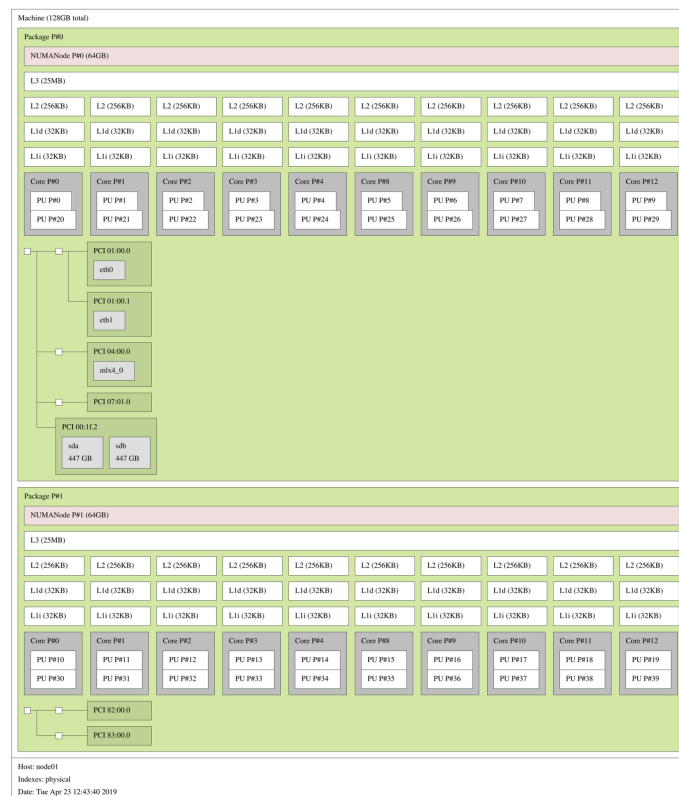 Machine (128GB total)
Package P#0
NUMANode P#0 (64GB)
L3 (25MB)
L2 (256KB) L2 (256KB) L2 (256KB) L2 (256KB) L2 (256KB) L2 (256KB) L2 (256KB) L2 (256KB) L2 (256KB) L2 (256KB)
L1d (32KB) L1d (32KB) L1d (32KB) L1d (32KB) L1d (32KB) L1d (32KB) L1d (32KB) L1d (32KB) L1d (32KB) L1d (32KB)
L1i (32KB) L1i (32KB) L1i (32KB) L1i (32KB) L1i (32KB) L1i (32KB) L1i (32KB) L1i (32KB) L1i (32KB) L1i (32KB)
Core P#0 Core P#1 Core P#2 Core P#3 Core P#4 Core P#8 Core P#9 Core P#10 Core P#11 Core P#12
PU P#0 PU P#1 PU P#2 PU P#3 PU P#4 PU P#5 PU P#6 PU P#7 PU P#8 PU P#9
PU P#20 PU P#21 PU P#22 PU P#23 PU P#24 PU P#25 PU P#26 PU P#27 PU P#28 PU P#29
PCI 01:00.0
eth0
PCI 01:00.1
eth1
PCI 04:00.0
mlx4_0
PCI 07:01.0
PCI 00:1f.2
sda sdb
447 GB 447 GB
Package P#1
NUMANode P#1 (64GB)
L3 (25MB)
L2 (256KB) L2 (256KB) L2 (256KB) L2 (256KB) L2 (256KB) L2 (256KB) L2 (256KB) L2 (256KB) L2 (256KB) L2 (256KB)
L1d (32KB) L1d (32KB) L1d (32KB) L1d (32KB) L1d (32KB) L1d (32KB) L1d (32KB) L1d (32KB) L1d (32KB) L1d (32KB)
L1i (32KB) L1i (32KB) L1i (32KB) L1i (32KB) L1i (32KB) L1i (32KB) L1i (32KB) L1i (32KB) L1i (32KB) L1i (32KB)
Core P#0 Core P#1 Core P#2 Core P#3 Core P#4 Core P#8 Core P#9 Core P#10 Core P#11 Core P#12
PU P#10 PU P#11 PU P#12 PU P#13 PU P#14 PU P#15 PU P#16 PU P#17 PU P#18 PU P#19
PU P#30 PU P#31 PU P#32 PU P#33 PU P#34 PU P#35 PU P#36 PU P#37 PU P#38 PU P#39
PCI 82:00.0
PCI 83:00.0
Host: node01
Indexes: physical
Date: Tue Apr 23 12:43:40 2019